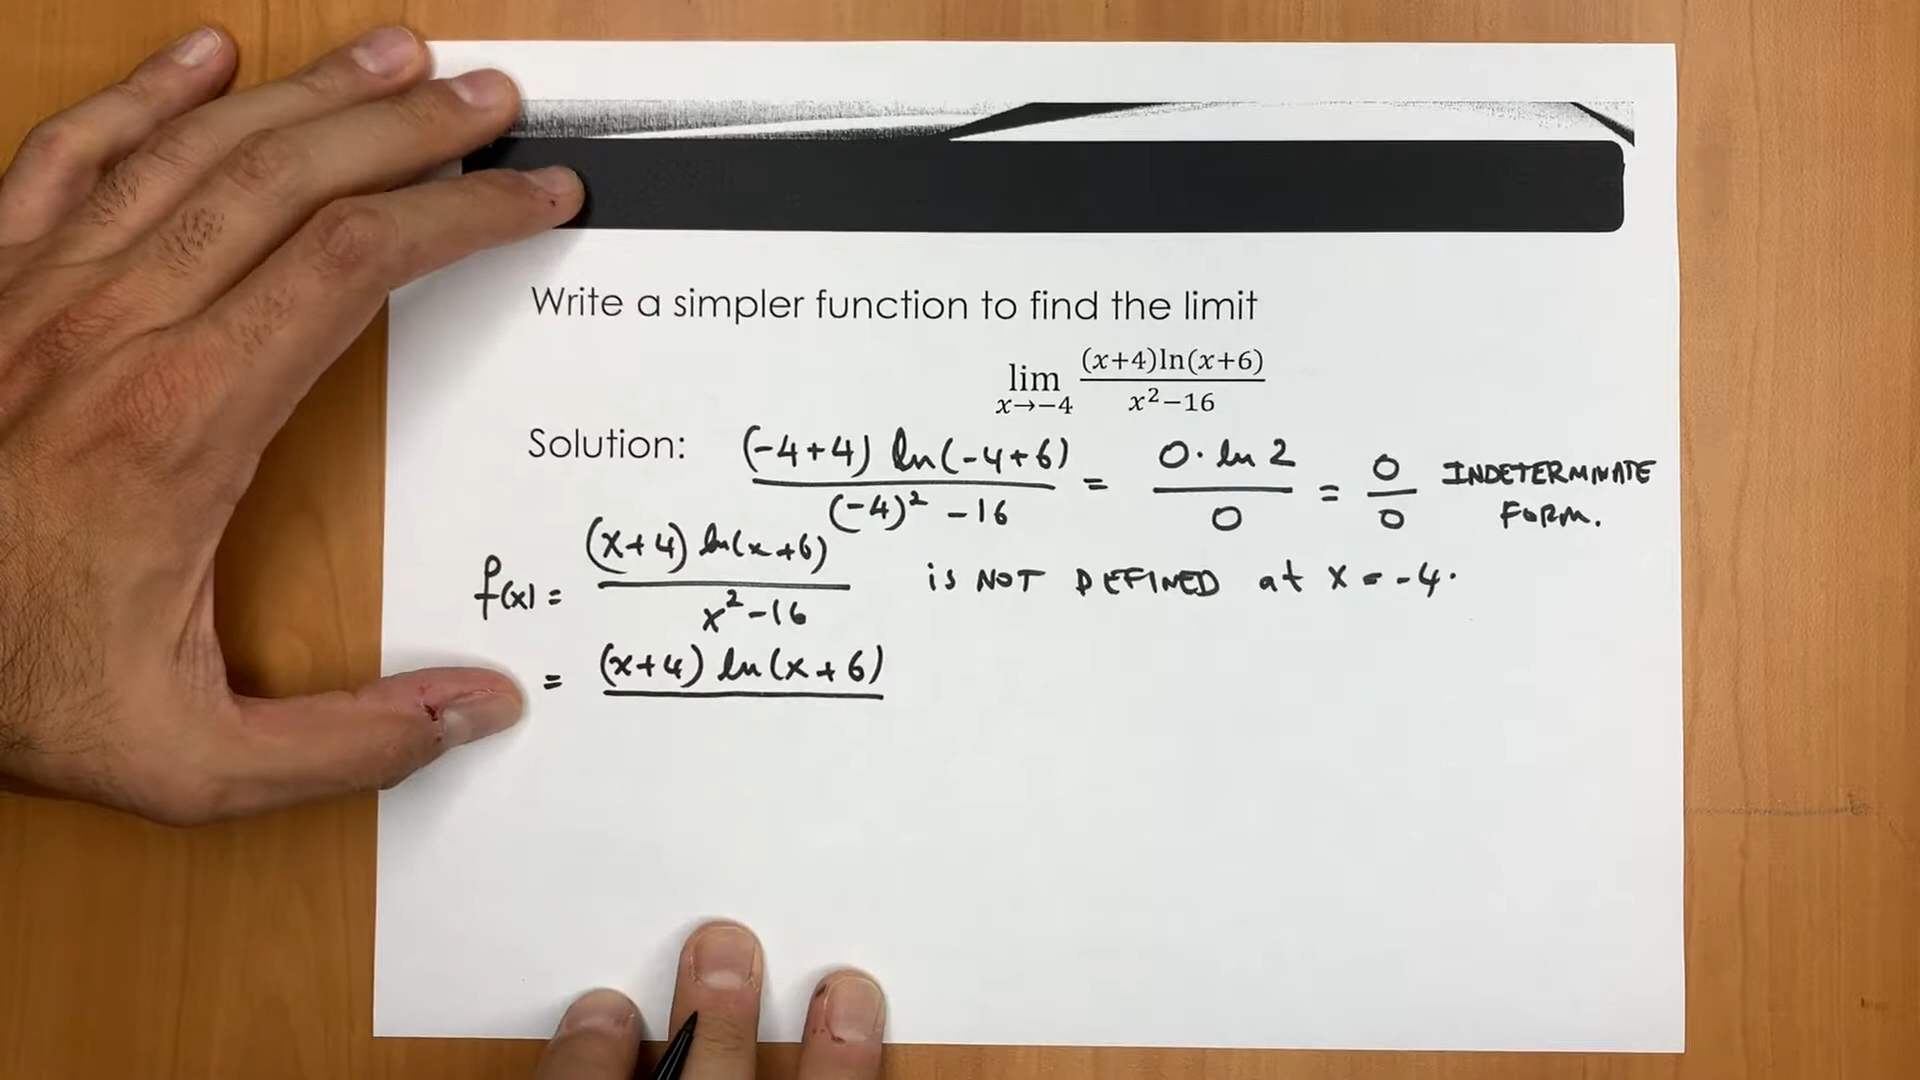 Write a simpler function to find the limit
lim x→−4 (x+4)ln(x+6) / x²−16
Solution: (-4+4) ln(-4+6) / (-4)² -16 = 0·ln 2 / 0 = 0/0 INDETERMINATE FORM.
f(x) = (x+4) ln(x+6) / x²-16 is NOT DEFINED at x = -4.
= (x+4) ln(x+6)